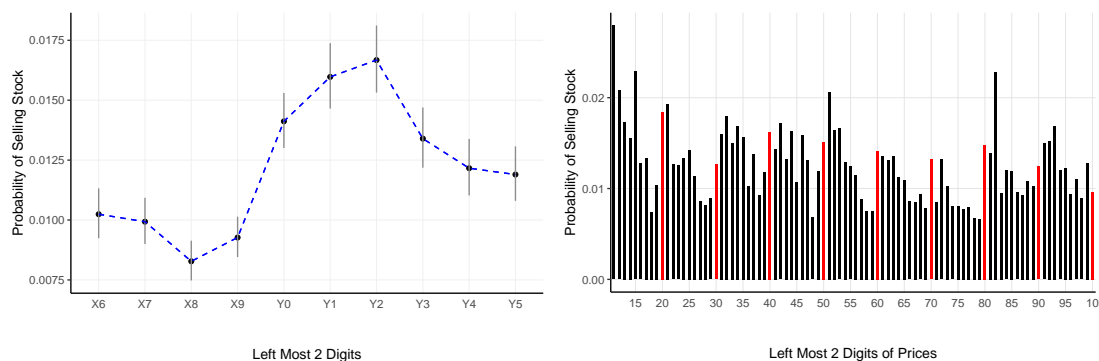 Probability of Selling Stock
0.0175
0.0150
0.0125
0.0100
0.0075
X6 X7 X8 X9 Y0 Y1 Y2 Y3 Y4 Y5
Left Most 2 Digits
Probability of Selling Stock
0.02
0.01
0.00
15 20 25 30 35 40 45 50 55 60 65 70 75 80 85 90 95 10
Left Most 2 Digits of Prices